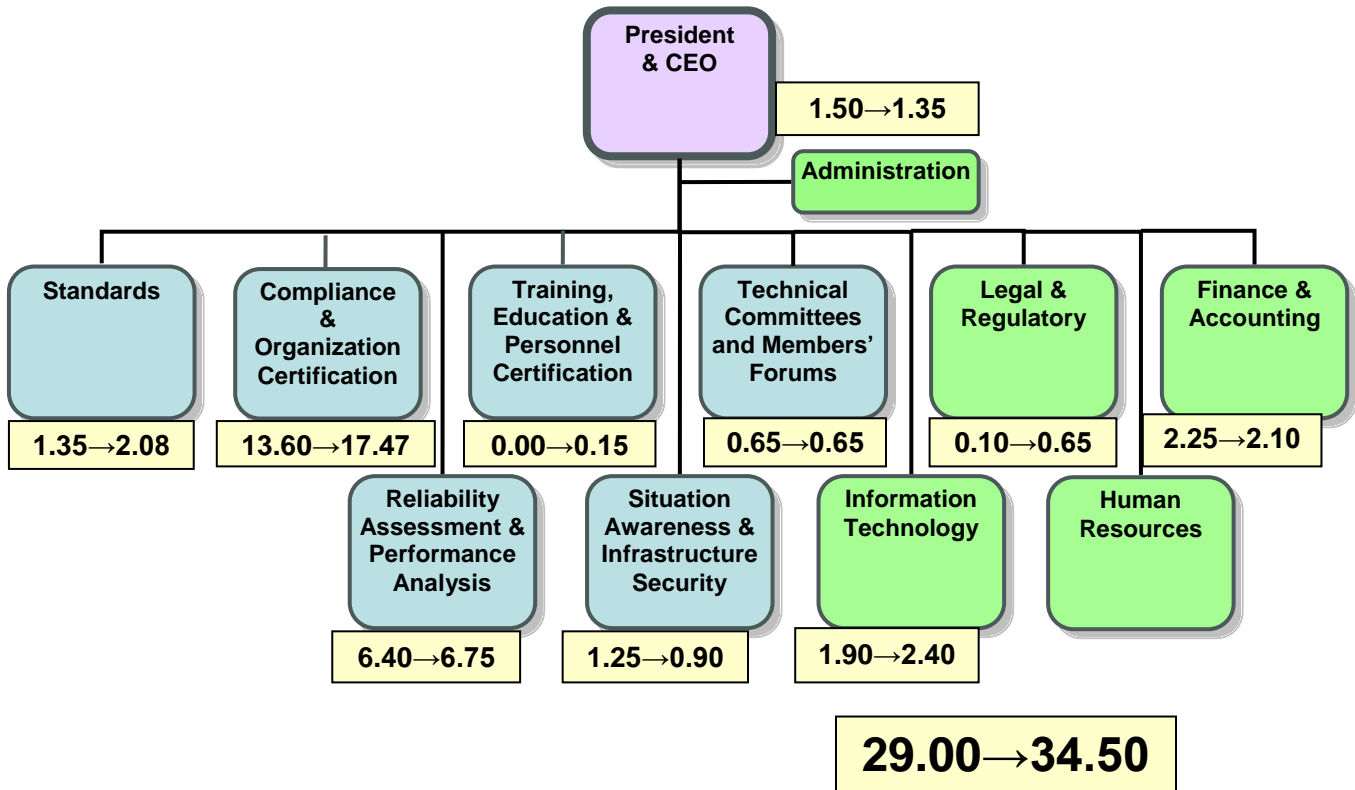 President
& CEO
1.50→1.35
Administration
Standards
1.35→2.08
Compliance
&
Organization
Certification
13.60→17.47
Training,
Education &
Personnel
Certification
0.00→0.15
Technical
Committees
and Members’
Forums
0.65→0.65
Legal &
Regulatory
0.10→0.65
Finance &
Accounting
2.25→2.10
Reliability
Assessment &
Performance
Analysis
6.40→6.75
Situation
Awareness &
Infrastructure
Security
1.25→0.90
Information
Technology
1.90→2.40
Human
Resources
29.00→34.50